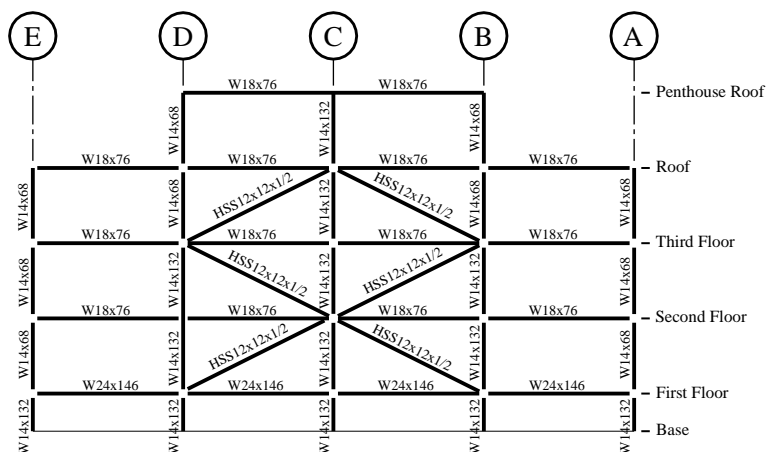 E D C B A
W18x76 W18x76 Penthouse Roof
W14x68 W14x132 W14x68
W18x76 W18x76 W18x76 W18x76 Roof
W14x68 W14x68 HSS12x12x1/2 W14x132 HSS12x12x1/2 W14x68 W14x68
W18x76 W18x76 W18x76 W18x76 Third Floor
W14x68 W14x132 HSS12x12x1/2 W14x132 HSS12x12x1/2 W14x132 W14x68
W18x76 W18x76 W18x76 W18x76 Second Floor
W14x68 W14x132 HSS12x12x1/2 W14x132 HSS12x12x1/2 W14x132 W14x68
W24x146 W24x146 W24x146 W24x146 First Floor
W14x132 W14x132 W14x132 W14x132 W14x132 Base